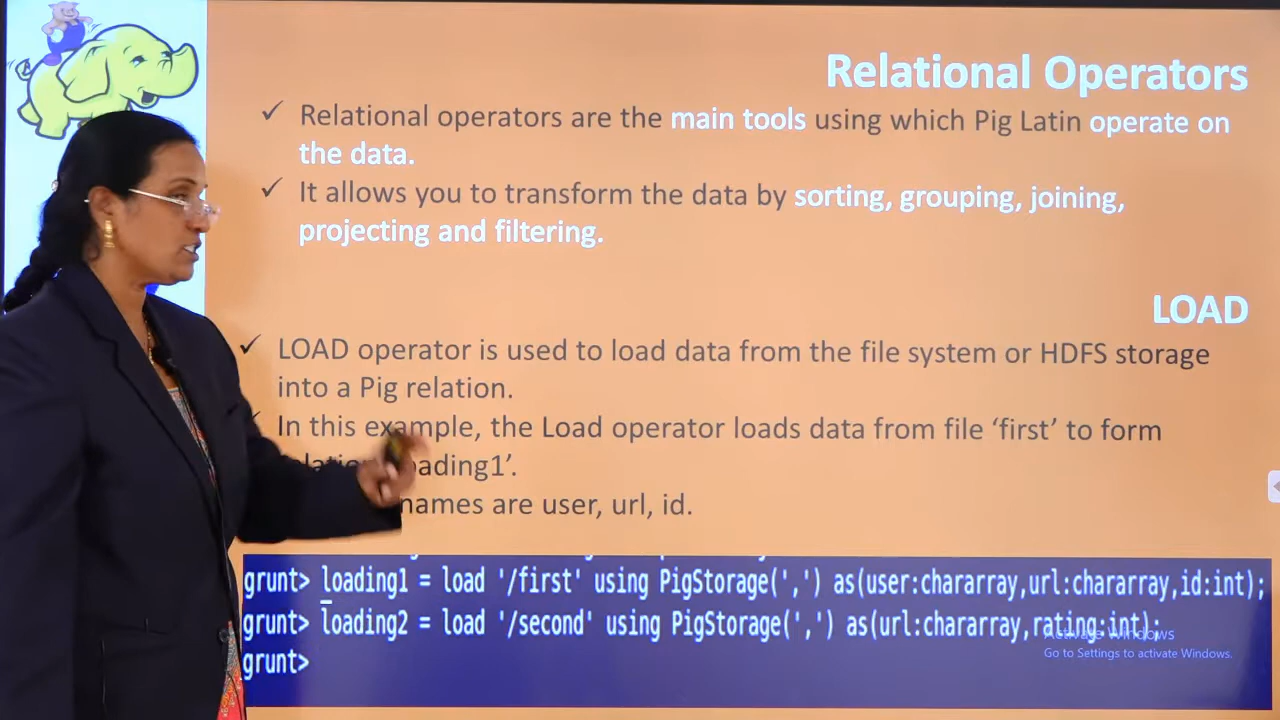 Relational Operators
✓ Relational operators are the main tools using which Pig Latin operate on
the data.
✓ It allows you to transform the data by sorting, grouping, joining,
projecting and filtering.
LOAD
✓ LOAD operator is used to load data from the file system or HDFS storage
into a Pig relation.
In this example, the Load operator loads data from file ‘first’ to form
names are user, url, id.
grunt> loading1 = load '/first' using PigStorage(',') as(user:chararray,url:chararray,id:int);
grunt> loading2 = load '/second' using PigStorage(',') as(url:chararray,rating:int);
Activate Windows
Go to Settings to activate Windows.
grunt>